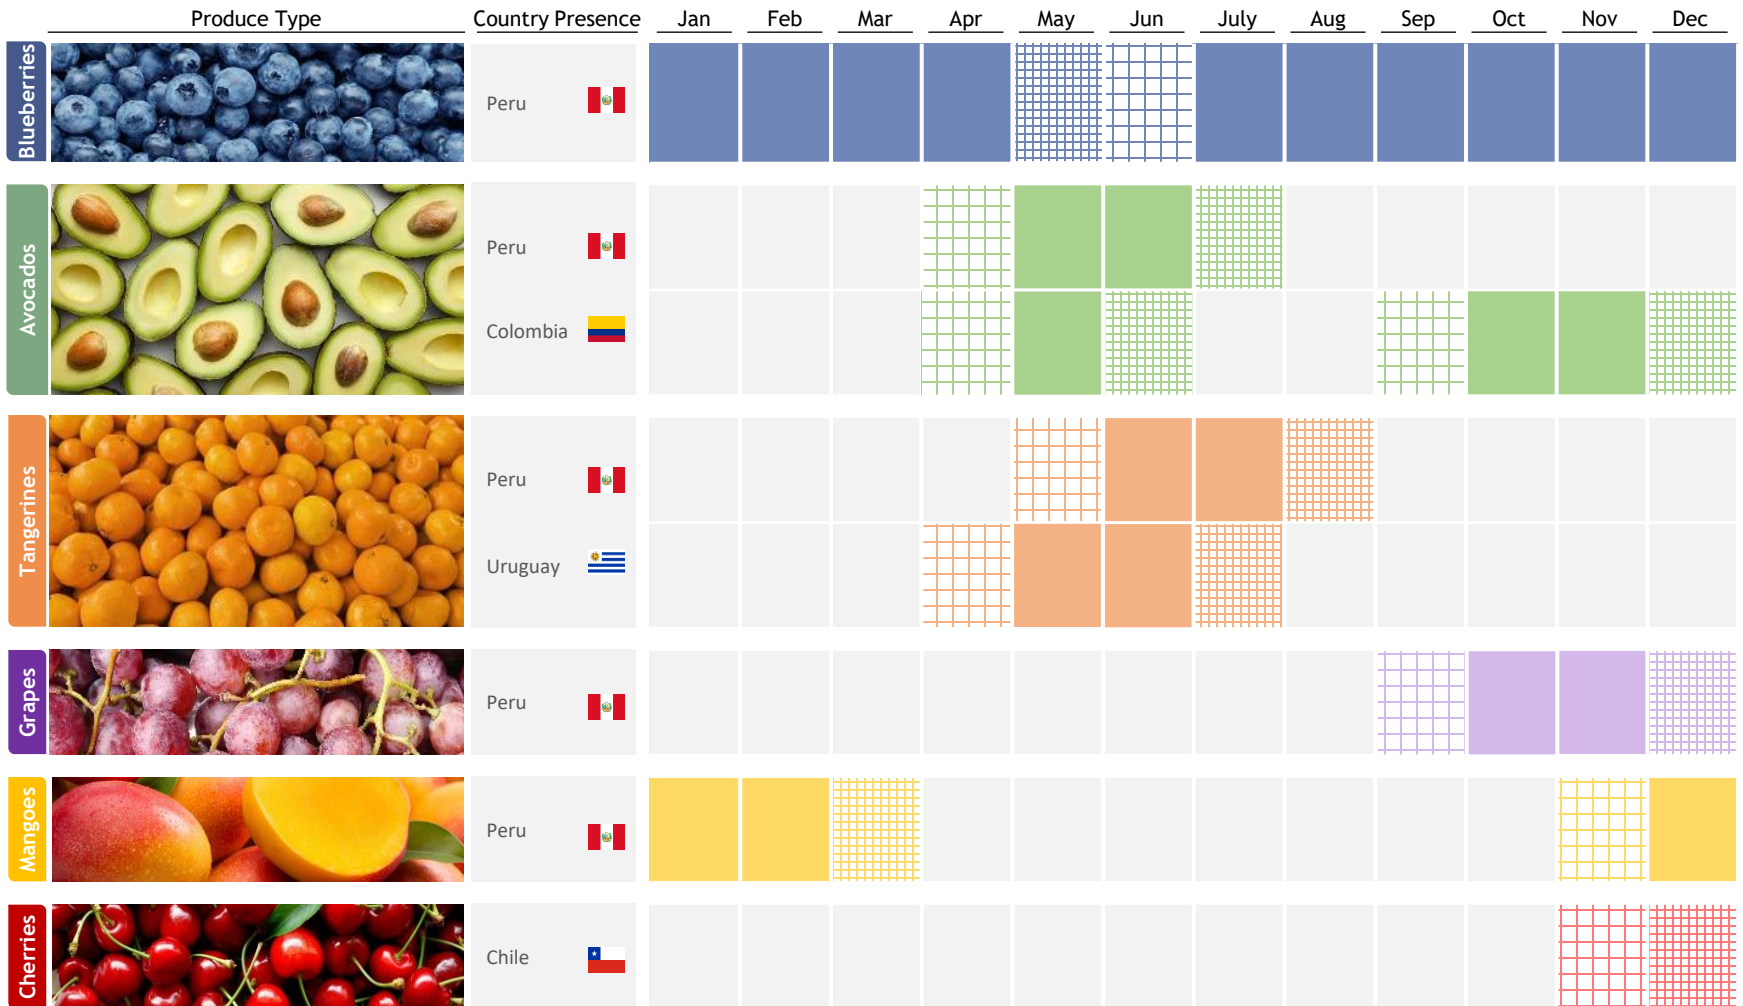 Produce Type Country Presence Jan Feb Mar Apr May Jun July Aug Sep Oct Nov Dec
Blueberries
Peru
Avocados
Peru
Colombia
Tangerines
Peru
Uruguay
Grapes
Peru
Mangoes
Peru
Cherries
Chile